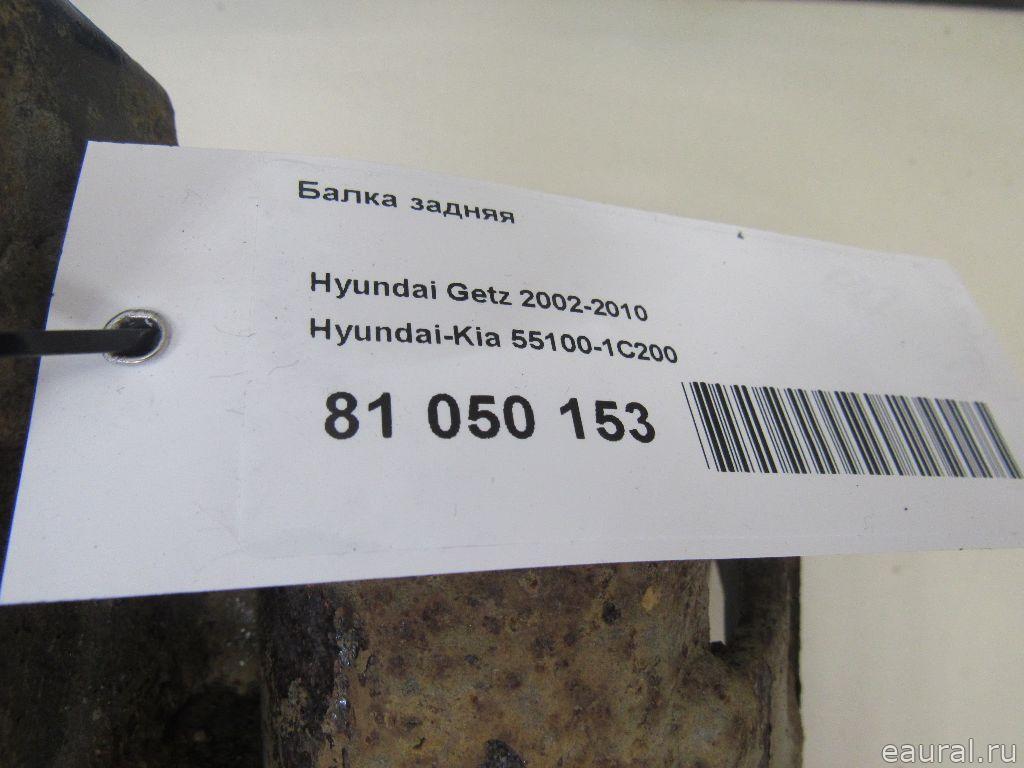 Балка задняя
Hyundai Getz 2002-2010
Hyundai-Kia 55100-1C200
81 050 153
eaural.ru